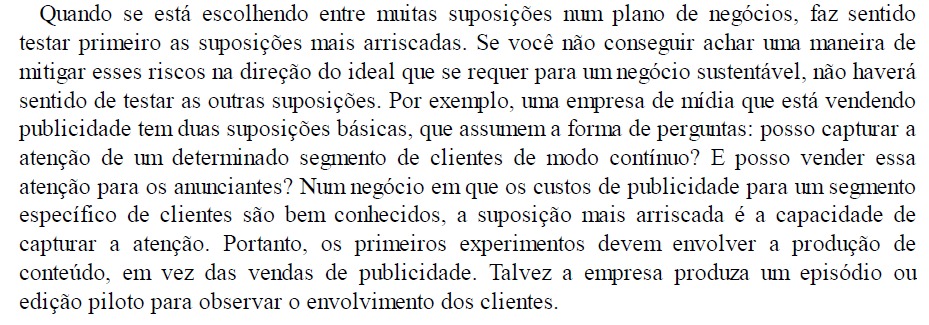 Quando se está escolhendo entre muitas suposições num plano de negócios, faz sentido
testar primeiro as suposições mais arriscadas. Se você não conseguir achar uma maneira de
mitigar esses riscos na direção do ideal que se requer para um negócio sustentável, não haverá
sentido de testar as outras suposições. Por exemplo, uma empresa de mídia que está vendendo
publicidade tem duas suposições básicas, que assumem a forma de perguntas: posso capturar a
atenção de um determinado segmento de clientes de modo contínuo? E posso vender essa
atenção para os anunciantes? Num negócio em que os custos de publicidade para um segmento
específico de clientes são bem conhecidos, a suposição mais arriscada é a capacidade de
capturar a atenção. Portanto, os primeiros experimentos devem envolver a produção de
conteúdo, em vez das vendas de publicidade. Talvez a empresa produza um episódio ou
edição piloto para observar o envolvimento dos clientes.